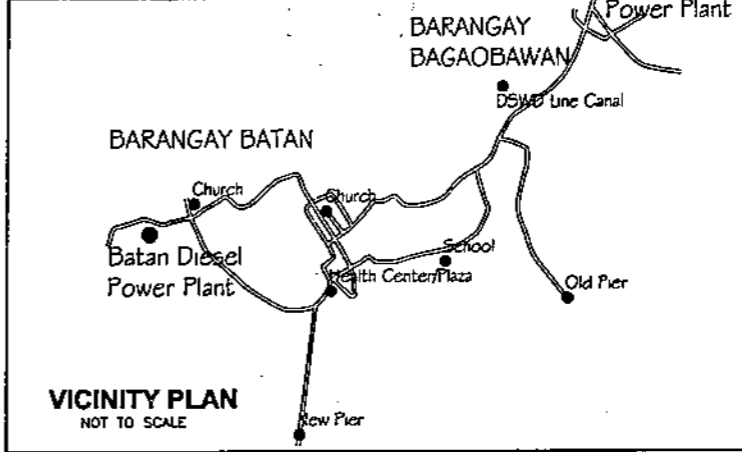 Power Plant
BARANGAY
BAGAOBAWAN
DSWD Line Canal
BARANGAY BATAN
Church
Church
School
Batan Diesel
Power Plant
Health Center/Plaza
Old Pier
VICINITY PLAN
NOT TO SCALE
New Pier